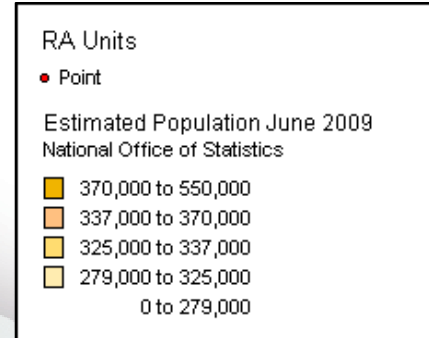 RA Units
Point
Estimated Population June 2009
National Office of Statistics
370,000 to 550,000
337,000 to 370,000
325,000 to 337,000
279,000 to 325,000
0 to 279,000